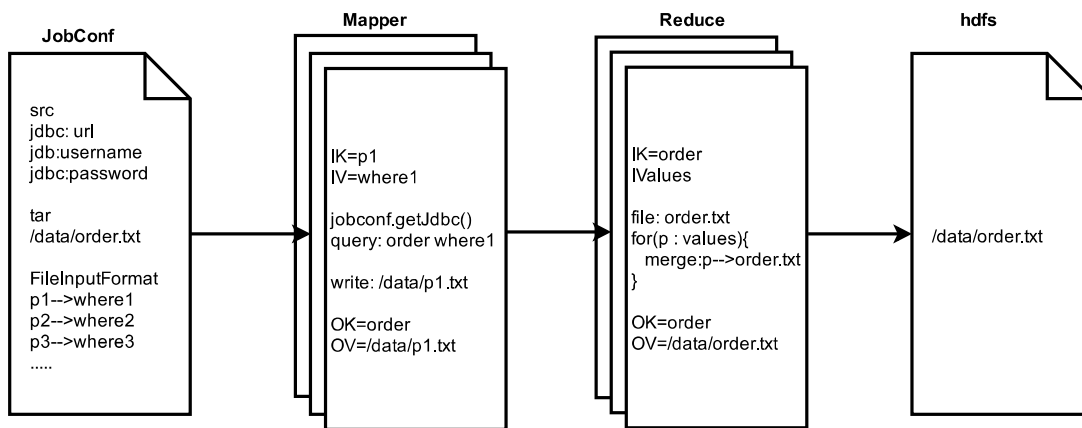 JobConf
src
jdbc: url
jdb:username
jdbc:password
tar
/data/order.txt
FileInputFormat
p1-->where1
p2-->where2
p3-->where3
.....
Mapper
IK=p1
IV=where1
jobconf.getJdbc()
query: order where1
write: /data/p1.txt
OK=order
OV=/data/p1.txt
Reduce
IK=order
IValues
file: order.txt
for(p : values){
merge:p-->order.txt
}
OK=order
OV=/data/order.txt
hdfs
/data/order.txt